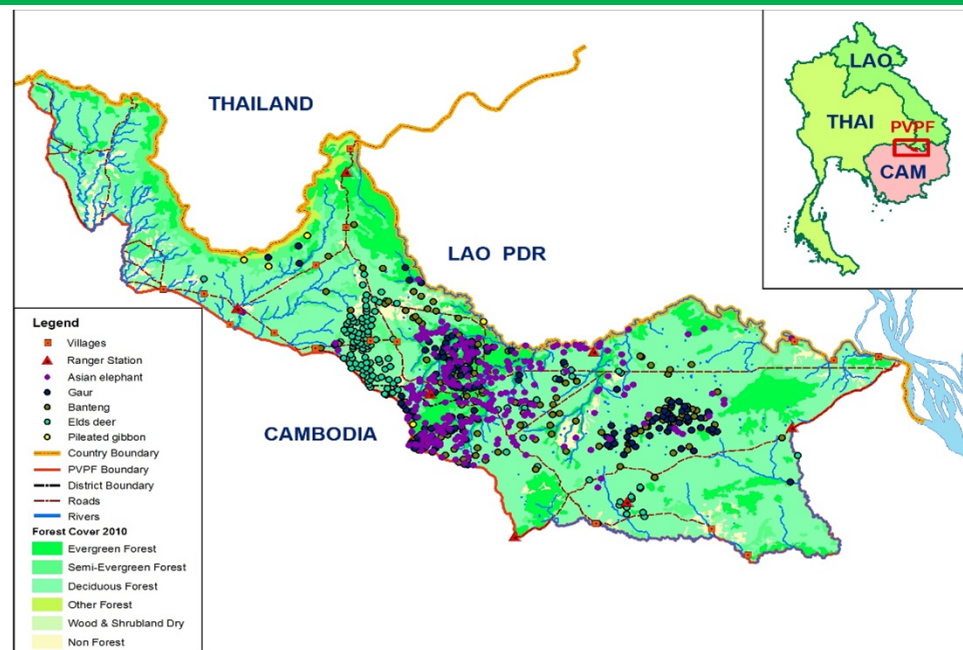 THAILAND
LAO PDR
CAMBODIA
LAO
THAI
PVPF
CAM
Legend
Villages
Ranger Station
Asian elephant
Gaur
Banteng
Elds deer
Pileated gibbon
Country Boundary
PVPF Boundary
District Boundary
Roads
Rivers
Forest Cover 2010
Evergreen Forest
Semi-Evergreen Forest
Deciduous Forest
Other Forest
Wood & Shrubland Dry
Non Forest